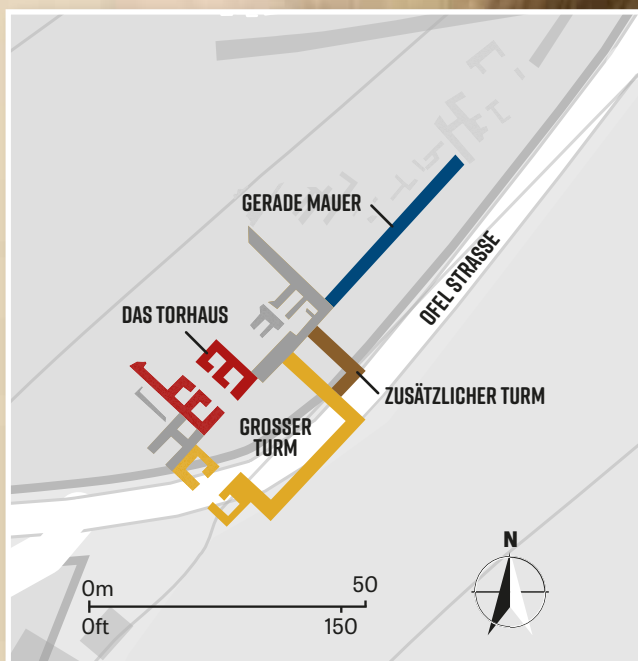 GERADE MAUER
OFEL STRASSE
DAS TORHAUS
ZUSÄTZLICHER TURM
GROSSER
TURM
N
0m 50
0ft 150